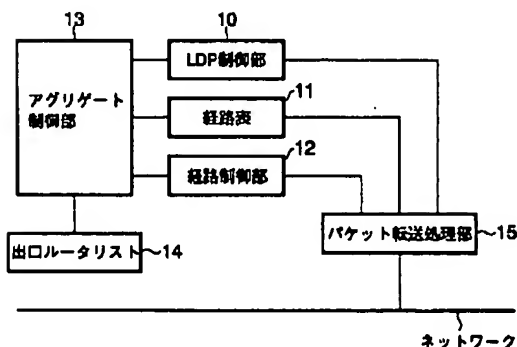 13
10
LDP制御部
アグリゲート
制御部
11
経路表
12
経路制御部
出口ルータリスト
14
パケット転送処理部
15
ネットワーク